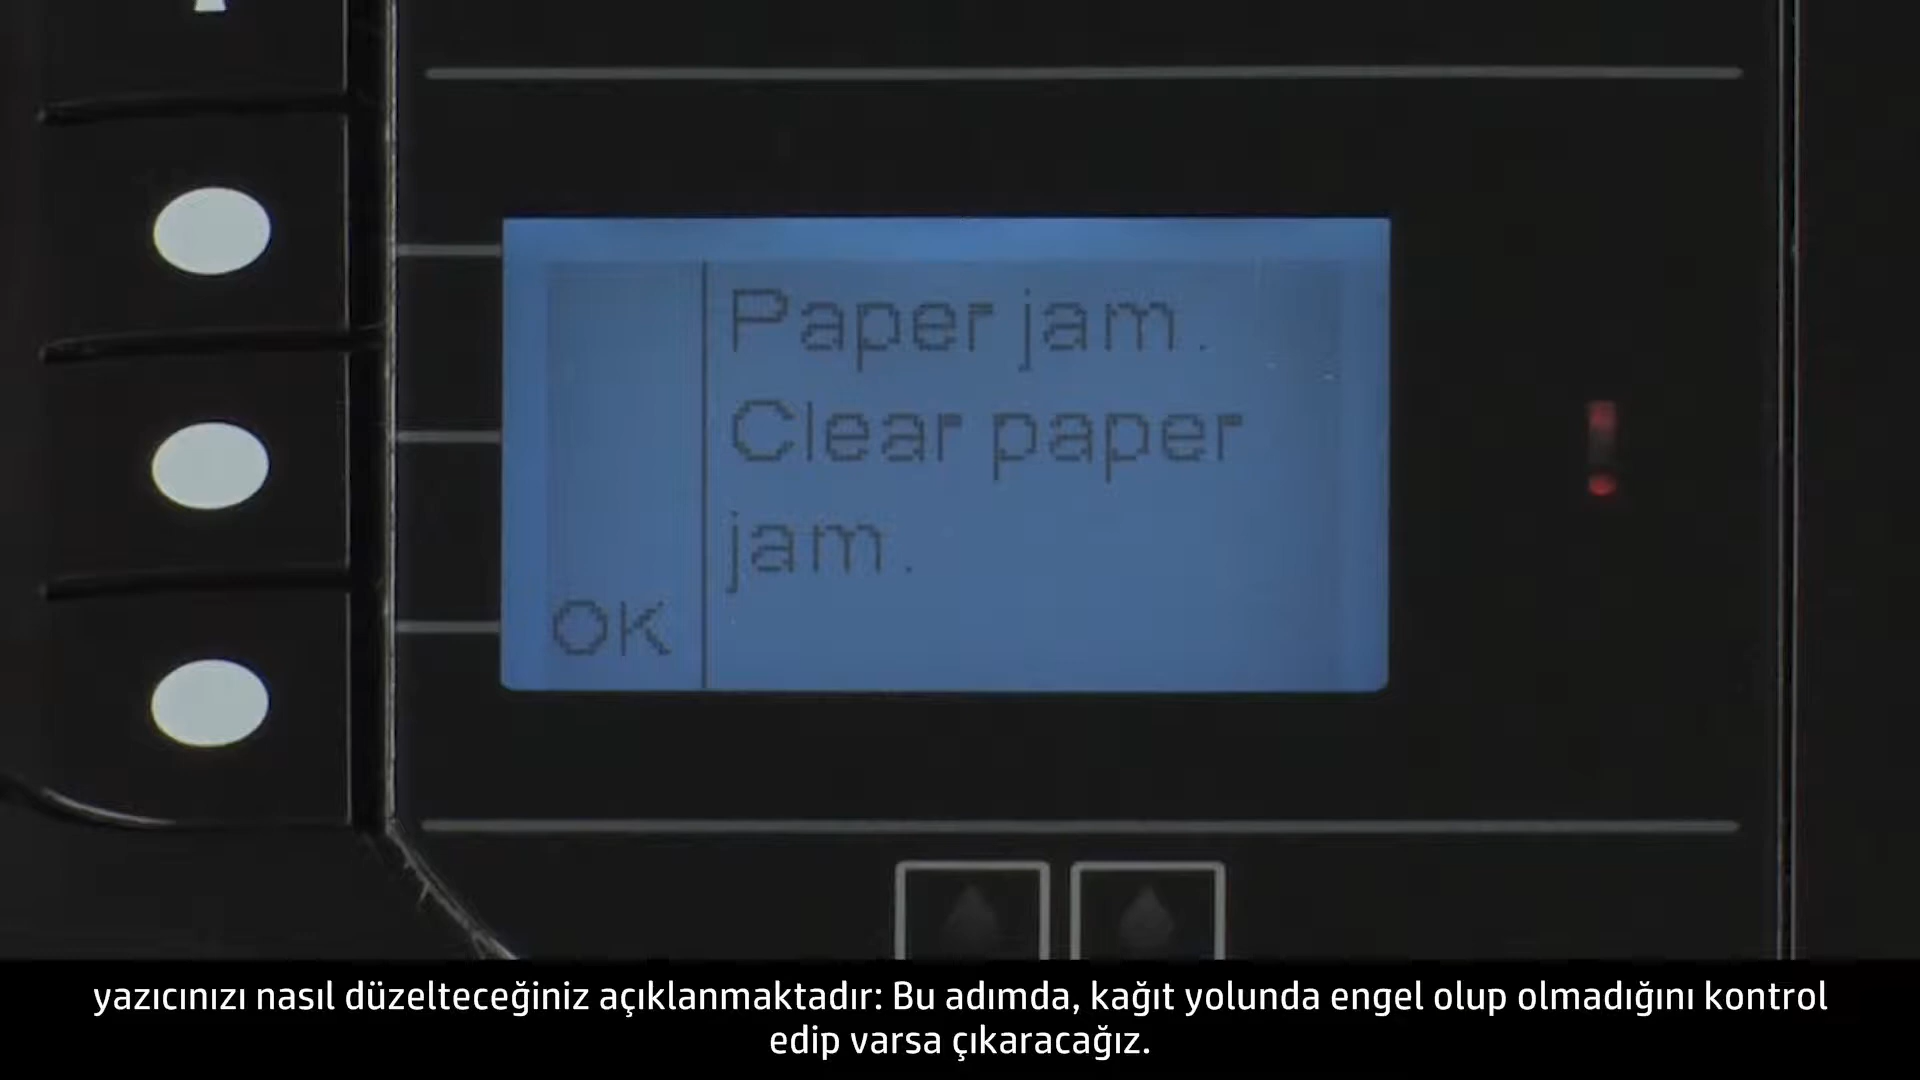 Paper jam.
Clear paper
jam.
OK
yazıcınızı nasıl düzelteceğiniz açıklanmaktadır: Bu adımda, kağıt yolunda engel olup olmadığını kontrol
edip varsa çıkaracağız.